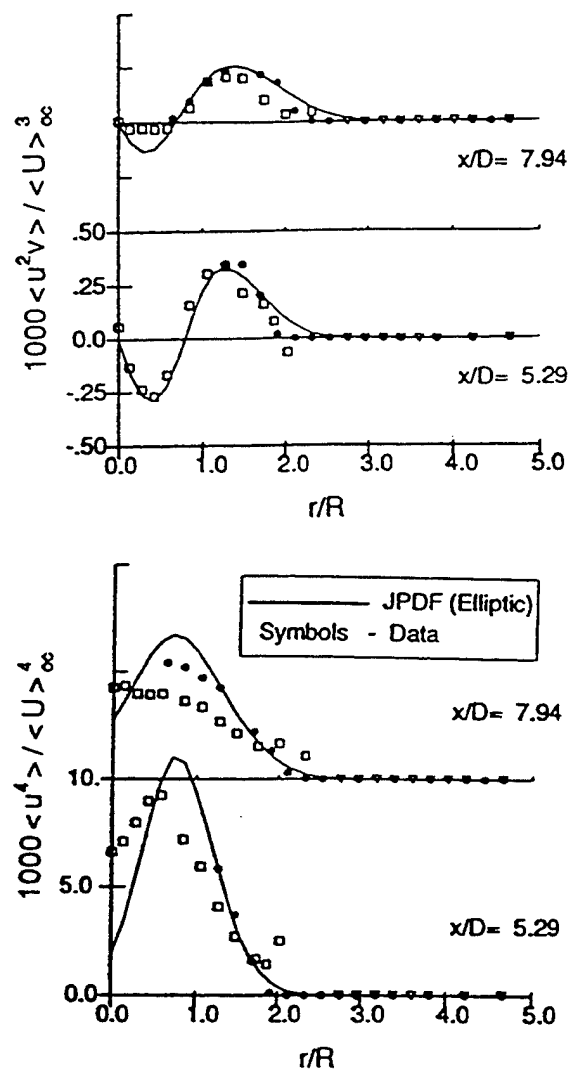 1000<u²v>/<U>³∝
x/D= 7.94
.50
.25
0.0
-.25
-.50
x/D= 5.29
0.0 1.0 2.0 3.0 4.0 5.0
r/R
JPDF (Elliptic)
Symbols - Data
1000<u⁴>/<U>⁴∝
x/D= 7.94
10.
5.0
0.0
x/D= 5.29
0.0 1.0 2.0 3.0 4.0 5.0
r/R